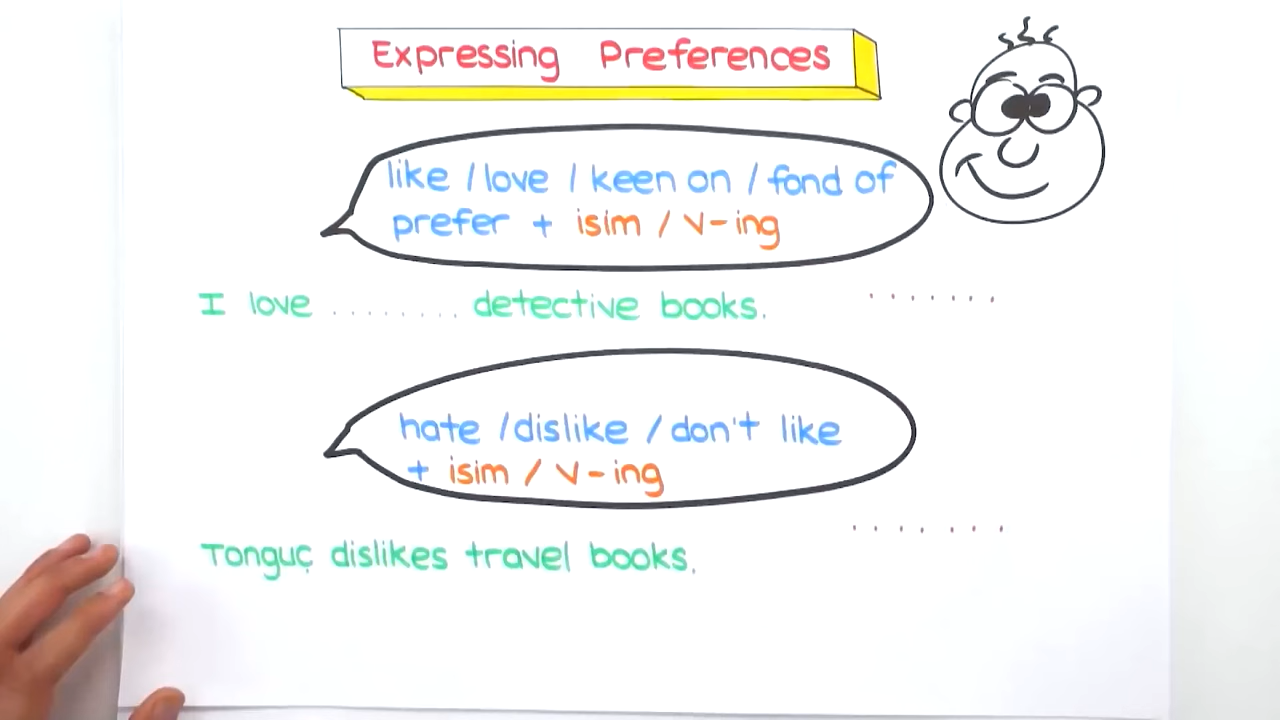 Expressing Preferences
like / love / keen on / fond of
prefer + isim / V-ing
I love ........ detective books. .......
hate / dislike / don't like
+ isim / V-ing
.......
Tonguç dislikes travel books.